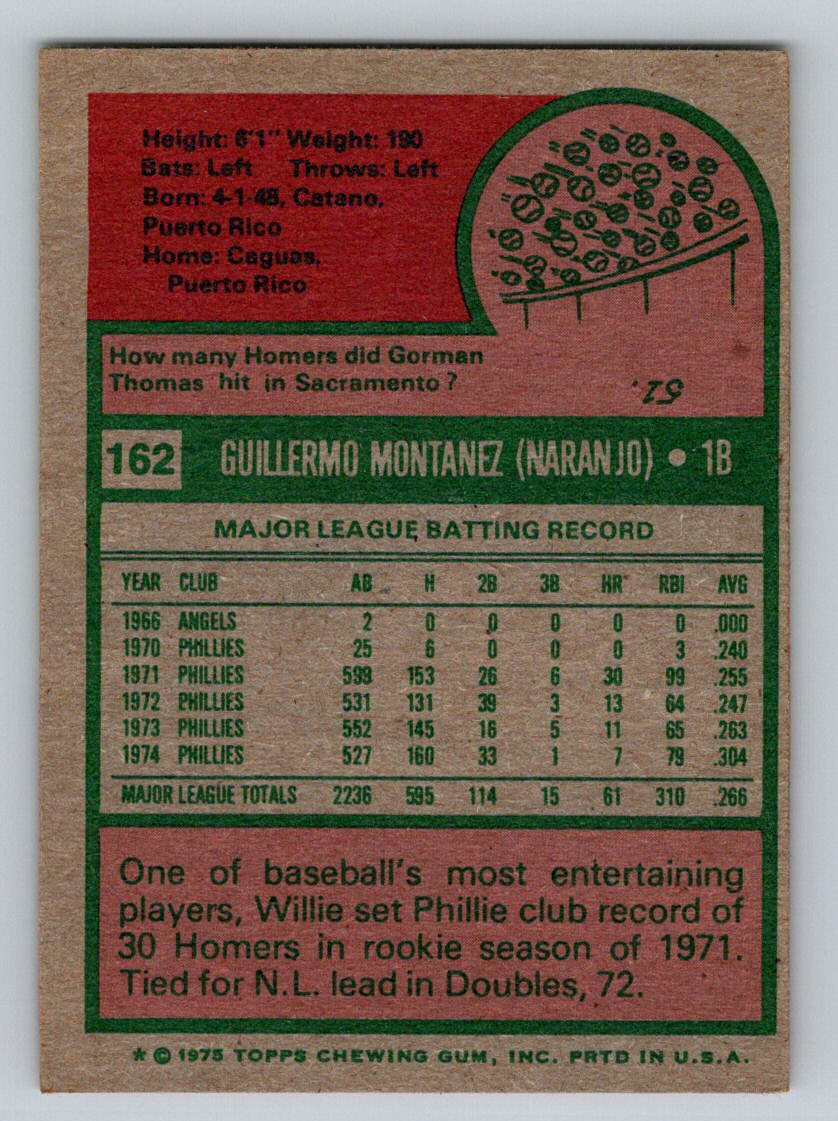 Height: 6'1" Weight: 190
Bats: Left Throws: Left
Born: 4-1-48, Catano,
Puerto Rico
Home: Caguas,
Puerto Rico
How many Homers did Gorman
Thomas hit in Sacramento?
51.
162 GUILLERMO MONTANEZ (NARANJO) • 1B
MAJOR LEAGUE BATTING RECORD
YEAR CLUB AB H 2B 3B HR RBI AVG
1966 ANGELS 2 0 0 0 0 0 .000
1970 PHILLIES 25 6 0 0 0 3 .240
1971 PHILLIES 599 153 26 6 30 99 .255
1972 PHILLIES 531 131 39 3 13 64 .247
1973 PHILLIES 552 145 16 5 11 65 .263
1974 PHILLIES 527 160 33 1 7 79 .304
MAJOR LEAGUE TOTALS 2236 595 114 15 61 310 .266
One of baseball's most entertaining
players, Willie set Phillie club record of
30 Homers in rookie season of 1971.
Tied for N.L. lead in Doubles, 72.
* © 1975 TOPPS CHEWING GUM, INC. PRTD IN U.S.A.